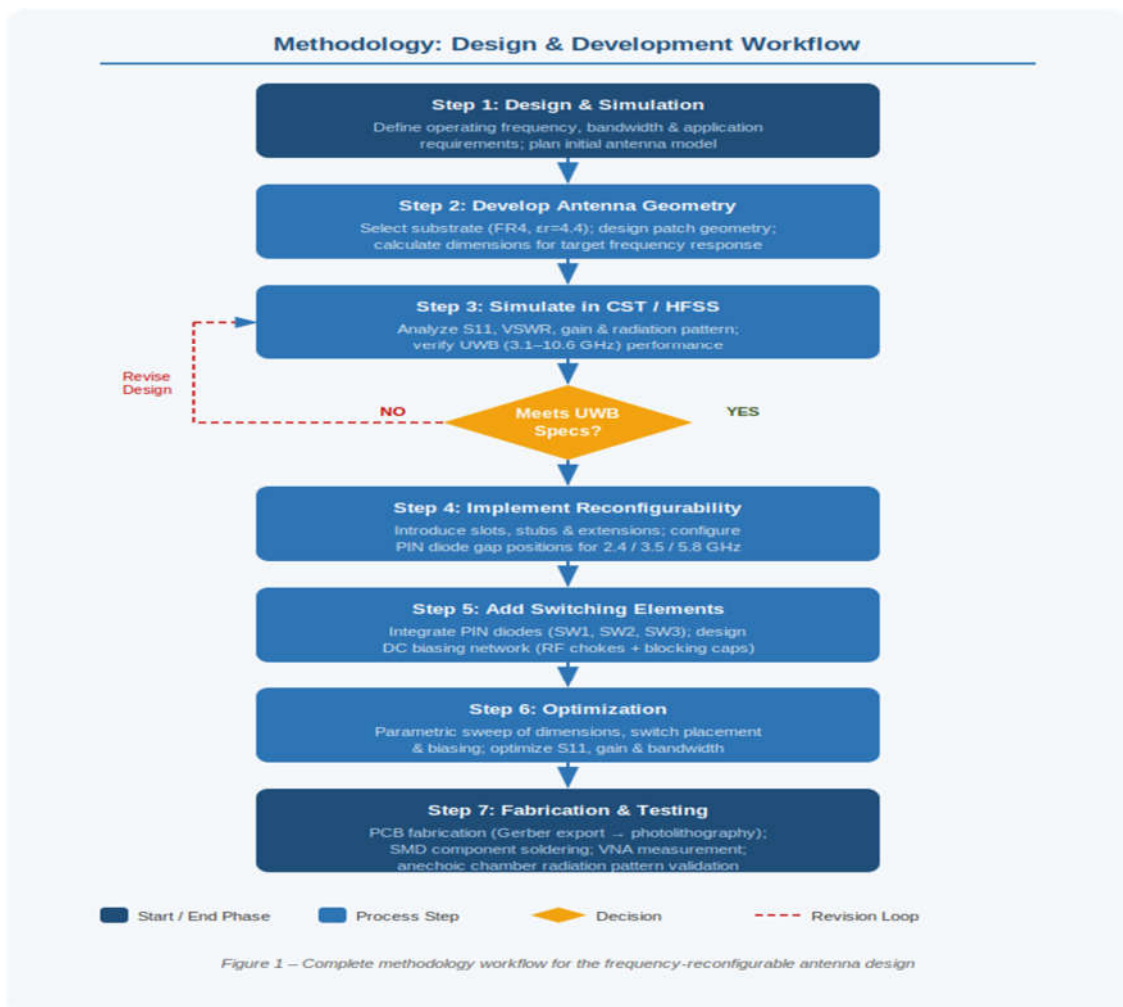 Methodology: Design & Development Workflow
Step 1: Design & Simulation
Define operating frequency, bandwidth & application
requirements; plan initial antenna model
Step 2: Develop Antenna Geometry
Select substrate (FR4, εr=4.4); design patch geometry;
calculate dimensions for target frequency response
Step 3: Simulate in CST / HFSS
Analyze S11, VSWR, gain & radiation pattern;
verify UWB (3.1–10.6 GHz) performance
Revise
Design
NO
Meets UWB
Specs?
YES
Step 4: Implement Reconfigurability
Introduce slots, stubs & extensions; configure
PIN diode gap positions for 2.4 / 3.5 / 5.8 GHz
Step 5: Add Switching Elements
Integrate PIN diodes (SW1, SW2, SW3); design
DC biasing network (RF chokes + blocking caps)
Step 6: Optimization
Parametric sweep of dimensions, switch placement
& biasing; optimize S11, gain & bandwidth
Step 7: Fabrication & Testing
PCB fabrication (Gerber export → photolithography);
SMD component soldering; VNA measurement;
anechoic chamber radiation pattern validation
Start / End Phase
Process Step
Decision
Revision Loop
Figure 1 – Complete methodology workflow for the frequency-reconfigurable antenna design